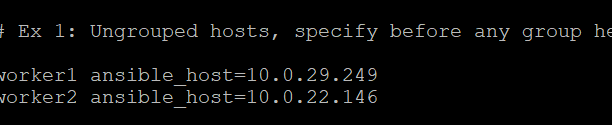 # Ex 1: Ungrouped hosts, specify before any group he
worker1 ansible_host=10.0.29.249
worker2 ansible_host=10.0.22.146